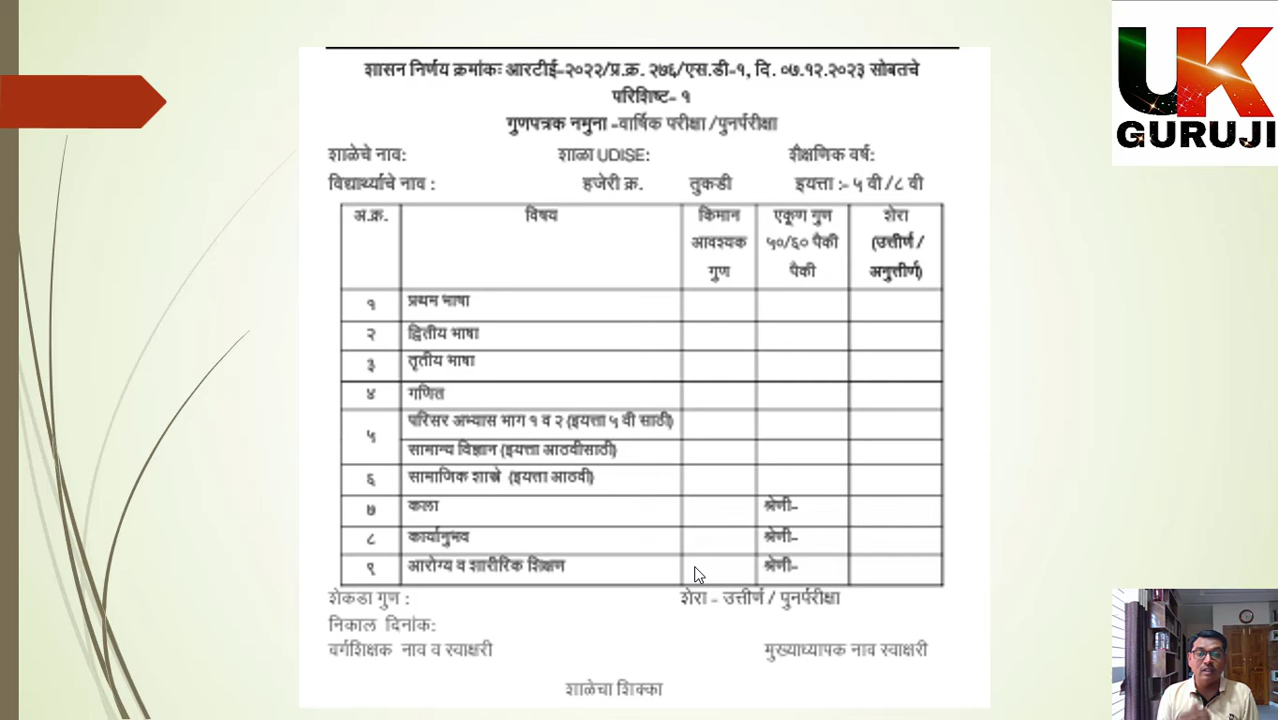 UK
GURUJI
शासन निर्णय क्रमांकः आरटीई-२०२२/प्र.क्र. २७६/एस.डी-१, दि. ०७.१२.२०२३ सोबतचे
परिशिष्ट- १
गुणपत्रक नमुना -वार्षिक परीक्षा /पुनर्परीक्षा
शाळेचे नाव: शाळा UDISE: शैक्षणिक वर्ष:
विद्यार्थ्याचे नाव : हजेरी क्र. तुकडी इयत्ता :- ५ वी /८ वी
अ.क्र. विषय किमान आवश्यक गुण एकूण गुण ५०/६० पैकी पैकी शेरा (उत्तीर्ण / अनुत्तीर्ण)
१ प्रथम भाषा
२ द्वितीय भाषा
३ तृतीय भाषा
४ गणित
५ परिसर अभ्यास भाग १ व २ (इयत्ता ५ वी साठी)
सामान्य विज्ञान (इयत्ता आठवीसाठी)
६ सामाजिक शास्त्रे (इयत्ता आठवी)
७ कला श्रेणी-
८ कार्यानुभव श्रेणी-
९ आरोग्य व शारीरिक शिक्षण श्रेणी-
शेकडा गुण : शेरा - उत्तीर्ण / पुनर्परीक्षा
निकाल दिनांक:
वर्गशिक्षक नाव व स्वाक्षरी मुख्याध्यापक नाव स्वाक्षरी
शाळेचा शिक्का